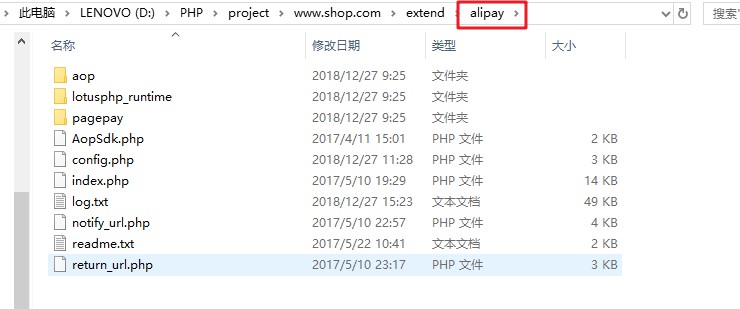 此电脑 > LENOVO (D:) > PHP > project > www.shop.com > extend > alipay > 搜索"
名称 修改日期 类型 大小
aop 2018/12/27 9:25 文件夹
lotusphp_runtime 2018/12/27 9:25 文件夹
pagepay 2018/12/27 9:25 文件夹
AopSdk.php 2017/4/11 15:01 PHP 文件 2 KB
config.php 2018/12/27 11:28 PHP 文件 3 KB
index.php 2017/5/10 19:29 PHP 文件 14 KB
log.txt 2018/12/27 15:23 文本文档 49 KB
notify_url.php 2017/5/10 22:57 PHP 文件 4 KB
readme.txt 2017/5/22 10:41 文本文档 2 KB
return_url.php 2017/5/10 23:17 PHP 文件 3 KB